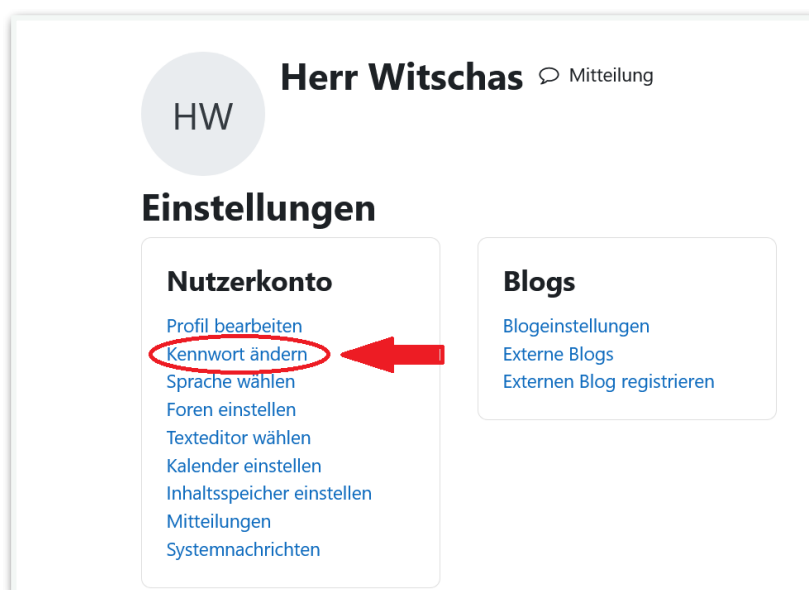 HW
Herr Witschas
Mitteilung
Einstellungen
Nutzerkonto
Profil bearbeiten
Kennwort ändern
Sprache wählen
Foren einstellen
Texteditor wählen
Kalender einstellen
Inhaltsspeicher einstellen
Mitteilungen
Systemnachrichten
Blogs
Blogeinstellungen
Externe Blogs
Externen Blog registrieren